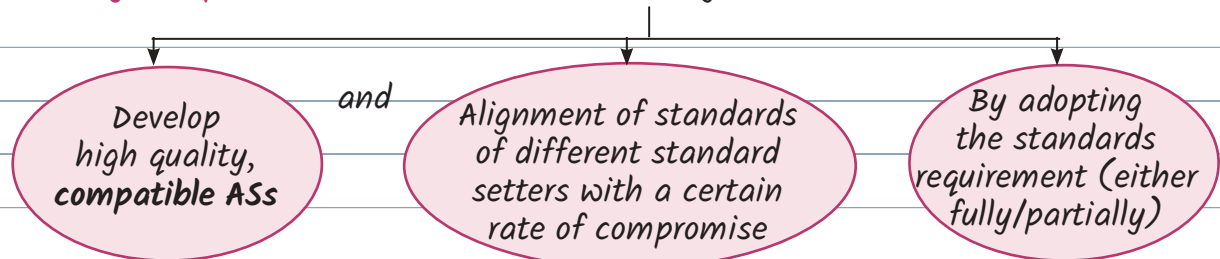 Develop
high quality,
compatible ASs
and
Alignment of standards
of different standard
setters with a certain
rate of compromise
By adopting
the standards
requirement (either
fully/partially)